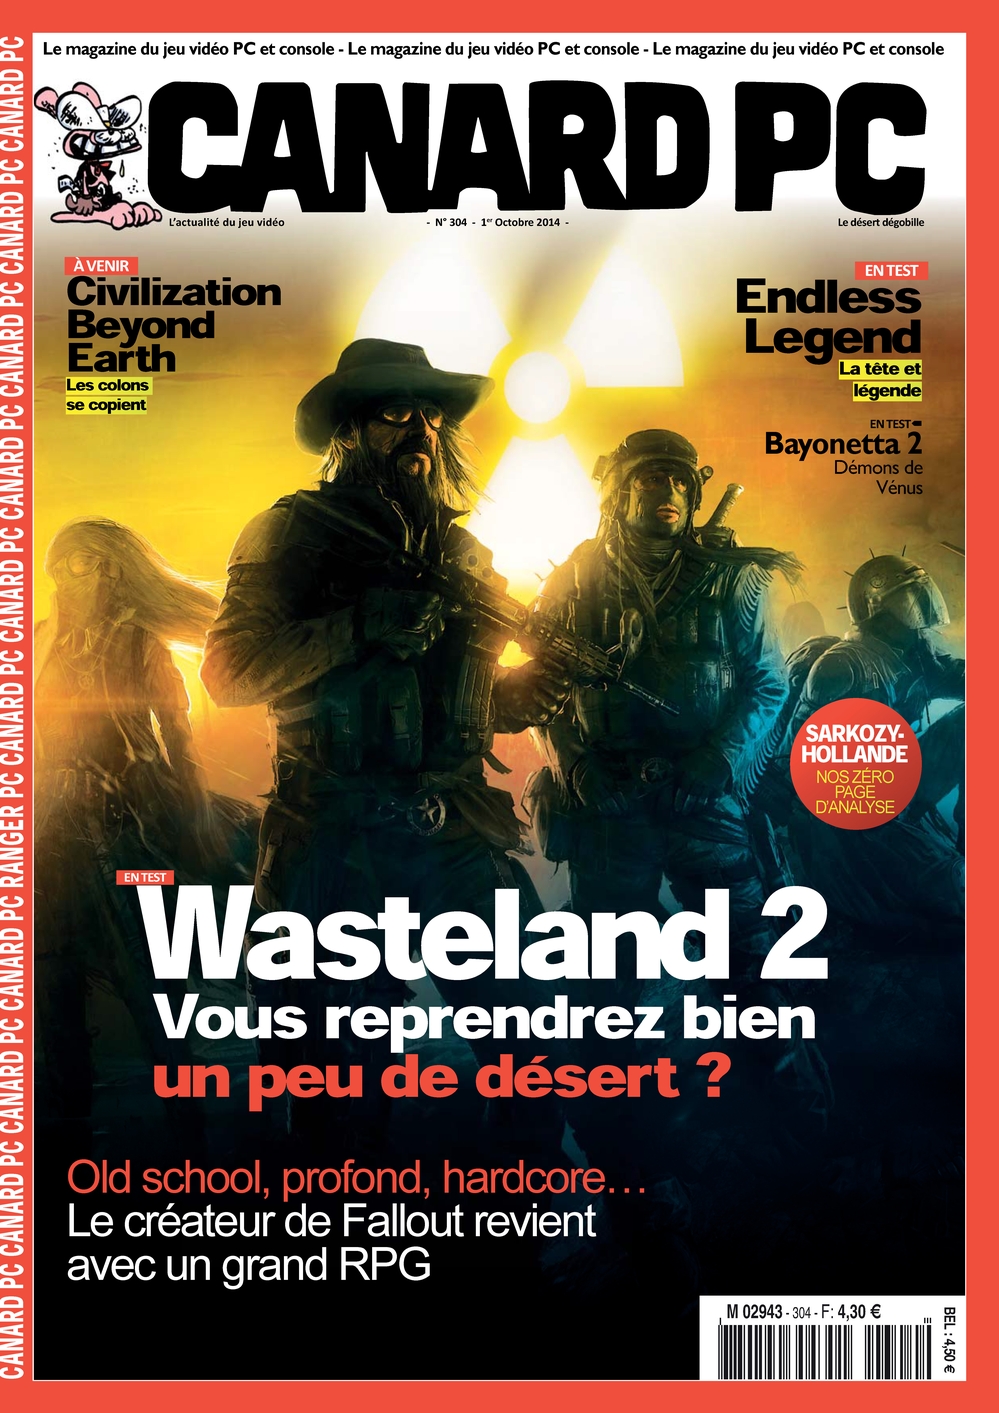 Le magazine du jeu vidéo PC et console - Le magazine du jeu vidéo PC et console - Le magazine du jeu vidéo PC et console
CANARD PC
L'actualité du jeu vidéo
- N° 304 - 1er Octobre 2014 -
Le désert dégobille
À VENIR
Civilization
Beyond
Earth
Les colons
se copient
EN TEST
Endless
Legend
La tête et
légende
EN TEST
Bayonetta 2
Démons de
Vénus
SARKOZY-
HOLLANDE
NOS ZÉRO
PAGE
D'ANALYSE
EN TEST
Wasteland 2
Vous reprendrez bien
un peu de désert ?
Old school, profond, hardcore…
Le créateur de Fallout revient
avec un grand RPG
M 02943 - 304 - F: 4,30 €
BEL : 4,50 €
CANARD PC CANARD PC CANARD PC CANARD PC RANGER PC CANARD PC CANARD PC CANARD PC CANARD PC CANARD PC CANARD PC